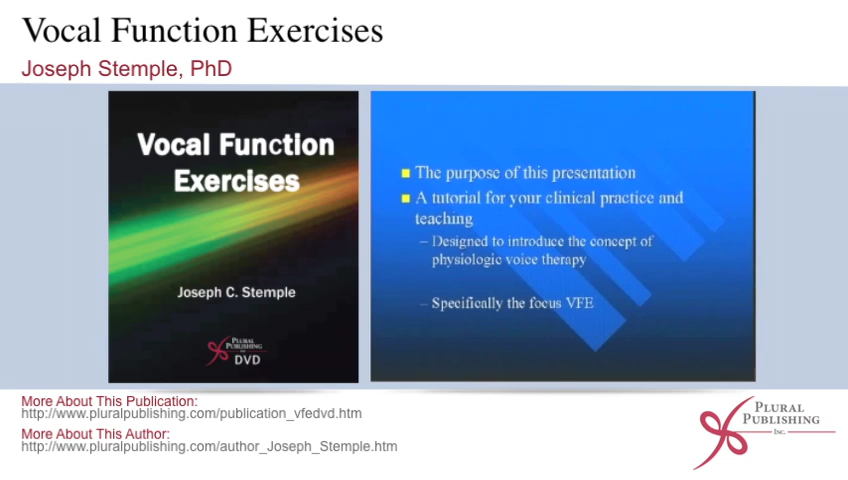 Vocal Function Exercises
Joseph Stemple, PhD
Vocal Function
Exercises
Joseph C. Stemple
PLURAL
PUBLISHING
INC.
DVD
The purpose of this presentation
A tutorial for your clinical practice and
teaching
– Designed to introduce the concept of
physiologic voice therapy
– Specifically the focus VFE
More About This Publication:
http://www.pluralpublishing.com/publication_vfedvd.htm
More About This Author:
http://www.pluralpublishing.com/author_Joseph_Stemple.htm
PLURAL
PUBLISHING
INC.